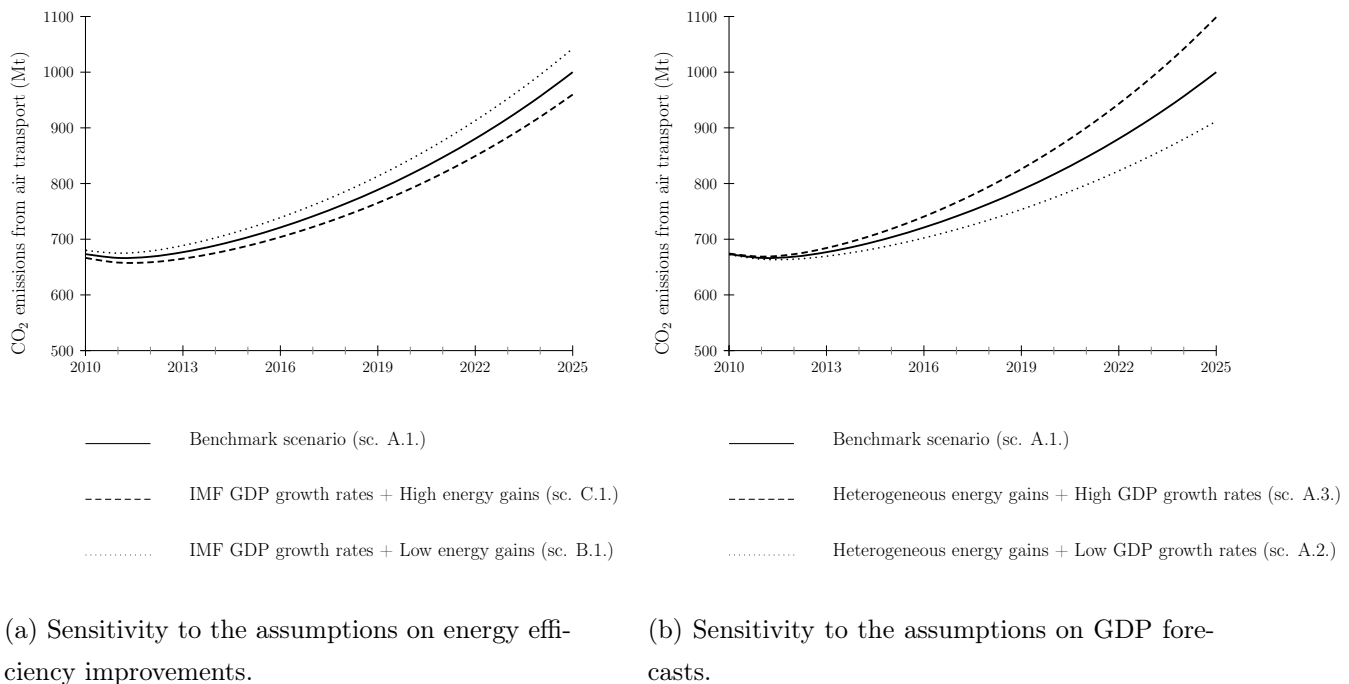 1100
1000
900
800
700
600
500
CO2 emissions from air transport (Mt)
2010 2013 2016 2019 2022 2025
Benchmark scenario (sc. A.1.)
IMF GDP growth rates + High energy gains (sc. C.1.)
IMF GDP growth rates + Low energy gains (sc. B.1.)
(a) Sensitivity to the assumptions on energy effi-
ciency improvements.
1100
1000
900
800
700
600
500
CO2 emissions from air transport (Mt)
2010 2013 2016 2019 2022 2025
Benchmark scenario (sc. A.1.)
Heterogeneous energy gains + High GDP growth rates (sc. A.3.)
Heterogeneous energy gains + Low GDP growth rates (sc. A.2.)
(b) Sensitivity to the assumptions on GDP fore-
casts.